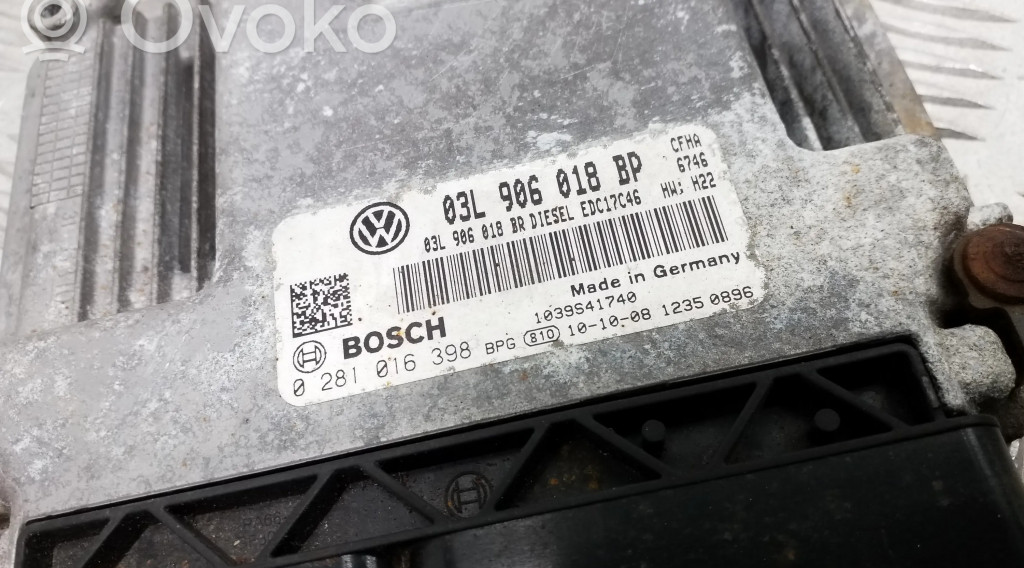 Ovoko
03L 906 018 BP
CFHA
6746
03L 906 018 BR DIESEL EDC17C46
HW: H22
Made in Germany
1039S41740
BOSCH
0 281 016 398 BPG 810 10-10-08 1235 0896